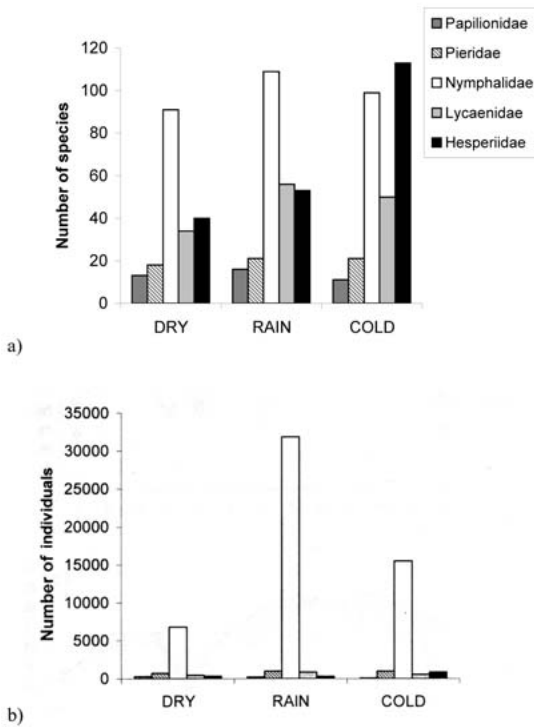 Papilionidae
Pieridae
Nymphalidae
Lycaenidae
Hesperiidae
Number of species
120
100
80
60
40
20
0
DRY RAIN COLD
a)
Number of individuals
35000
30000
25000
20000
15000
10000
5000
0
DRY RAIN COLD
b)